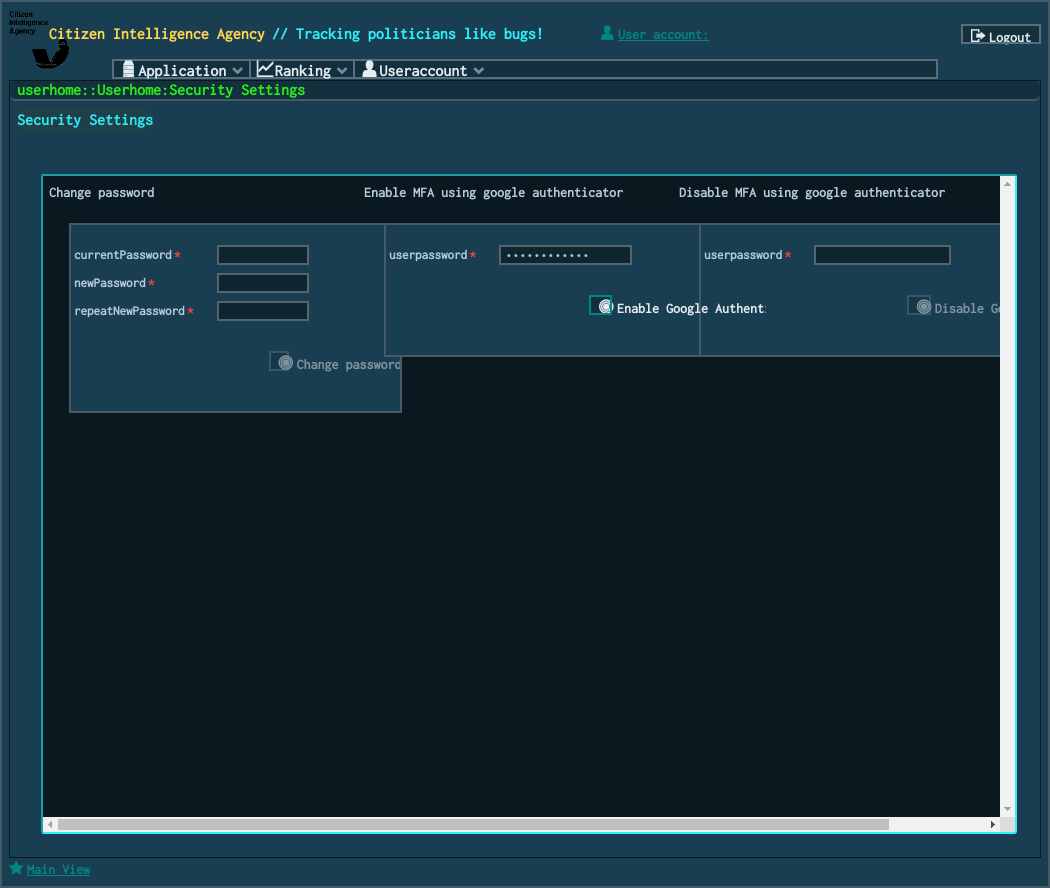 Citizen
Intelligence
Agency
Citizen Intelligence Agency // Tracking politicians like bugs!
User account:
Logout
Application
Ranking
Useraccount
userhome::Userhome:Security Settings
Security Settings
Change password
Enable MFA using google authenticator
Disable MFA using google authenticator
currentPassword*
newPassword*
repeatNewPassword*
Change password
userpassword*
••••••••••••
Enable Google Authent
userpassword*
Disable G
Main View